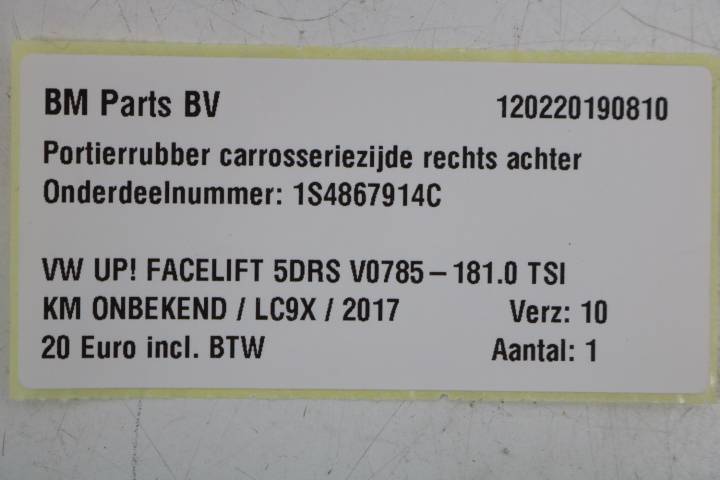 BM Parts BV 120220190810
Portierrubber carrosseriezijde rechts achter
Onderdeelnummer: 1S4867914C
VW UP! FACELIFT 5DRS V0785-181.0 TSI
KM ONBEKEND / LC9X / 2017 Verz: 10
20 Euro incl. BTW Aantal: 1